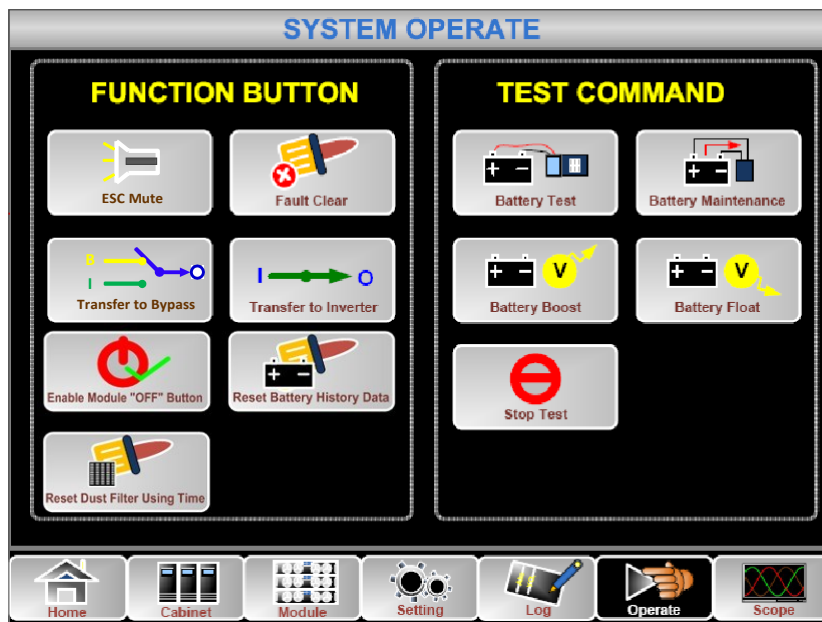 SYSTEM OPERATE
FUNCTION BUTTON
ESC Mute
Fault Clear
B
I
Transfer to Bypass
I O
Transfer to Inverter
Enable Module "OFF" Button
Reset Battery History Data
Reset Dust Filter Using Time
TEST COMMAND
Battery Test
Battery Maintenance
V
Battery Boost
V
Battery Float
Stop Test
Home
Cabinet
Module
Setting
Log
Operate
Scope